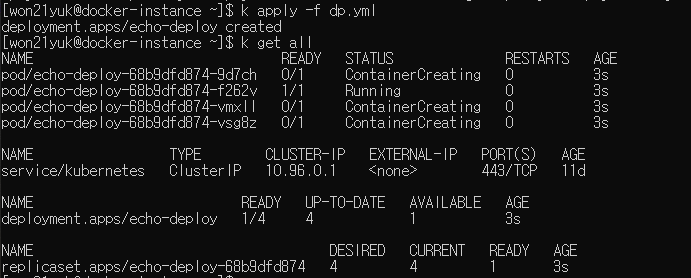 [won21yuk@docker-instance ~]$ k apply -f dp.yml
deployment.apps/echo-deploy created
[won21yuk@docker-instance ~]$ k get all
NAME READY STATUS RESTARTS AGE
pod/echo-deploy-68b9dfd874-9d7ch 0/1 ContainerCreating 0 3s
pod/echo-deploy-68b9dfd874-f262v 1/1 Running 0 3s
pod/echo-deploy-68b9dfd874-vmxll 0/1 ContainerCreating 0 3s
pod/echo-deploy-68b9dfd874-vsg8z 0/1 ContainerCreating 0 3s
NAME TYPE CLUSTER-IP EXTERNAL-IP PORT(S) AGE
service/kubernetes ClusterIP 10.96.0.1 <none> 443/TCP 11d
NAME READY UP-TO-DATE AVAILABLE AGE
deployment.apps/echo-deploy 1/4 4 1 3s
NAME DESIRED CURRENT READY AGE
replicaset.apps/echo-deploy-68b9dfd874 4 4 1 3s